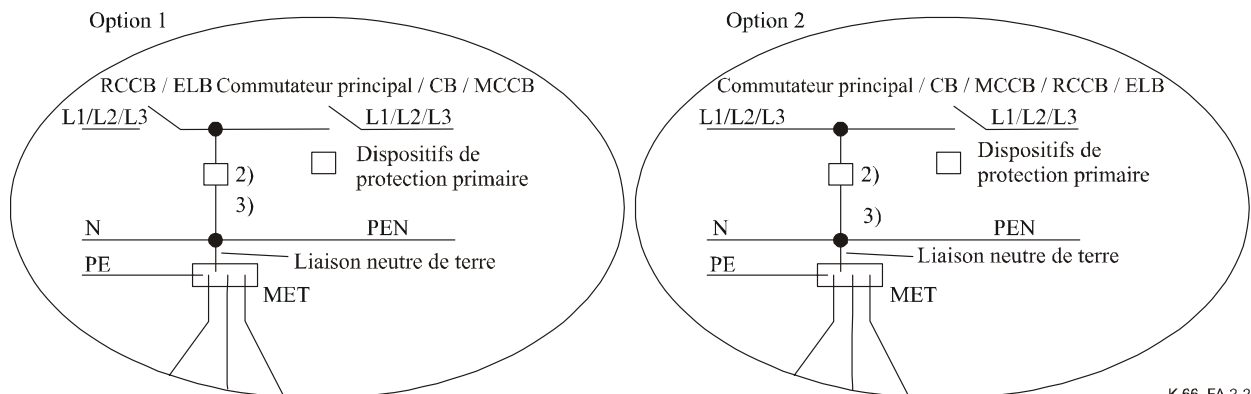 Option 1
RCCB / ELB Commutateur principal / CB / MCCB
L1/L2/L3
L1/L2/L3
Dispositifs de
protection primaire
2)
3)
N
PEN
Liaison neutre de terre
PE
MET
Option 2
Commutateur principal / CB / MCCB / RCCB / ELB
L1/L2/L3
L1/L2/L3
Dispositifs de
protection primaire
2)
3)
N
PEN
Liaison neutre de terre
PE
MET
K.66_FA.2-2